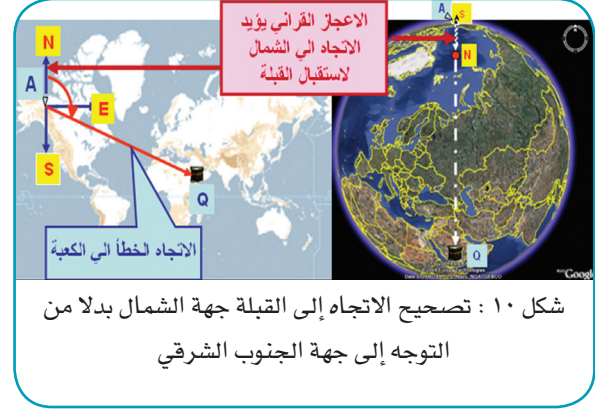 الاعجاز القراني يؤيد
الاتجاه الي الشمال
لاستقبال القبلة
N
A
E
S
Q
الاتجاه الخطأ الي الكعبة
A
S
N
Q
Google
شكل ١٠ : تصحيح الاتجاه إلى القبلة جهة الشمال بدلا من
التوجه إلى جهة الجنوب الشرقي